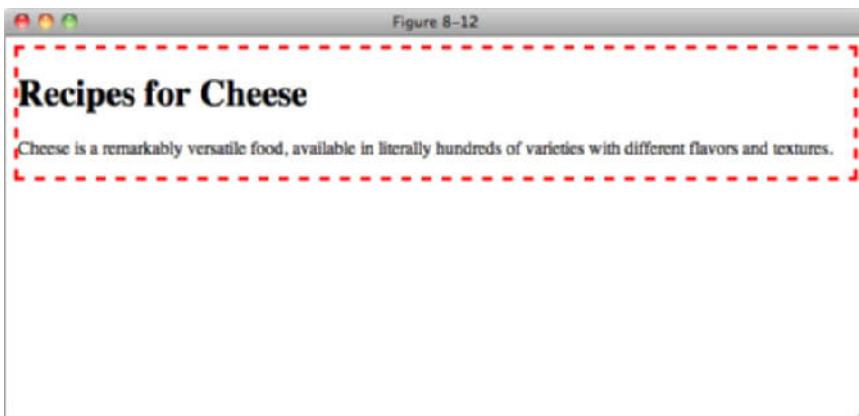 Figure 8–12
Recipes for Cheese
Cheese is a remarkably versatile food, available in literally hundreds of varieties with different flavors and textures.